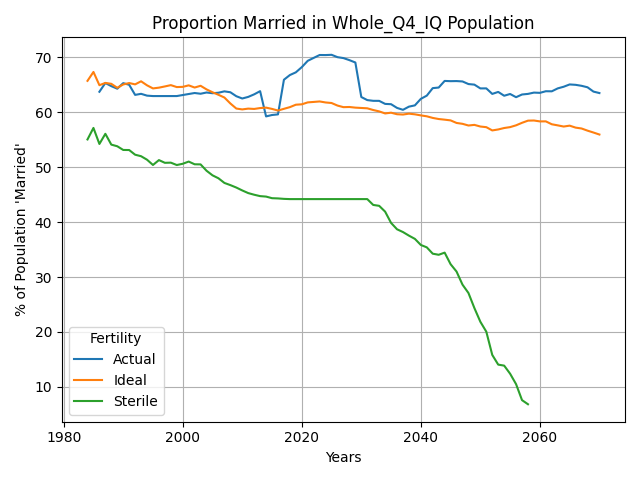 Proportion Married in Whole_Q4_IQ Population
% of Population 'Married'
70
60
50
40
30
20
10
Fertility
Actual
Ideal
Sterile
1980 2000 2020 2040 2060
Years